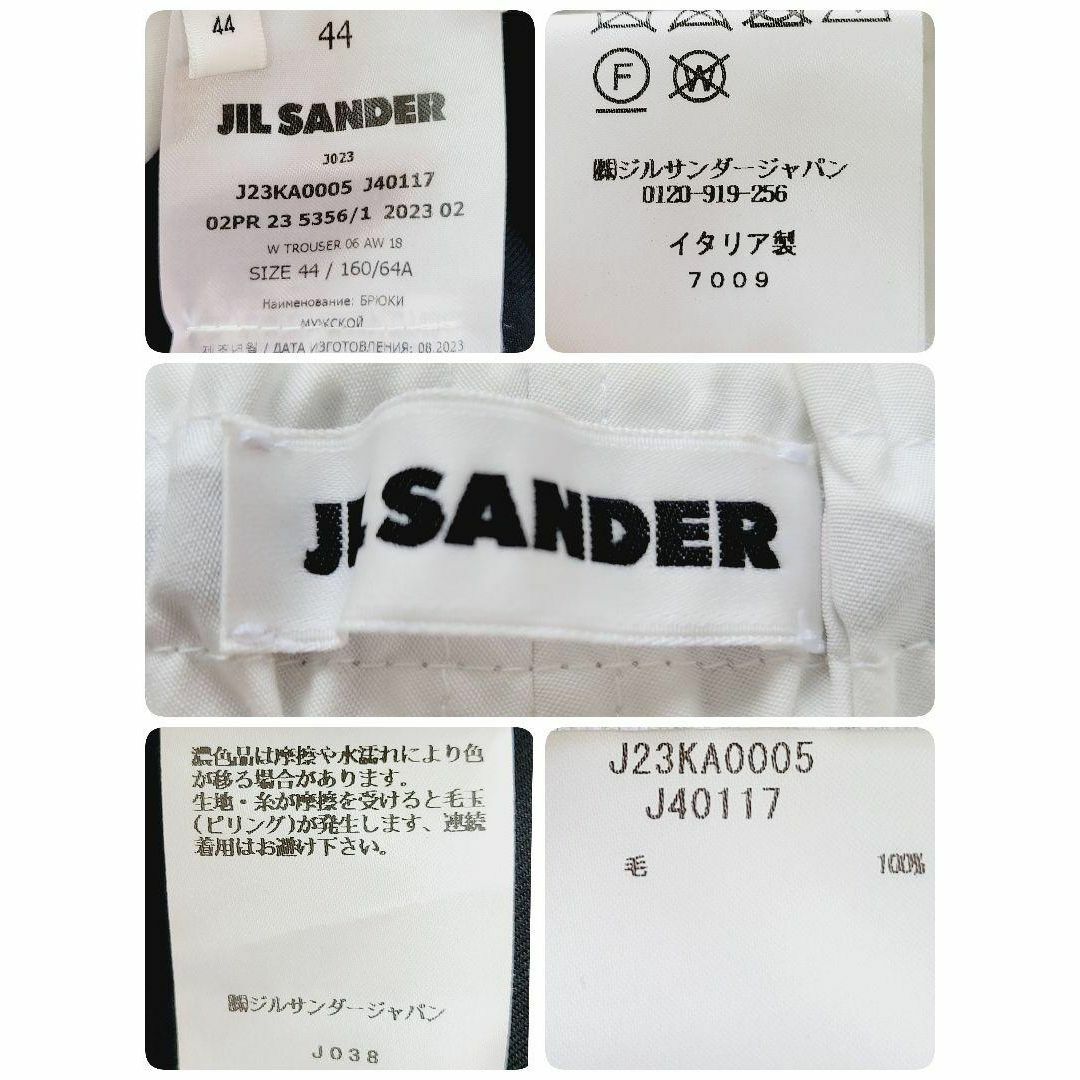 44
44
JIL SANDER
J023
J23KA0005 J40117
02PR 23 5356/1 2023 02
W TROUSER 06 AW 18
SIZE 44 / 160/64A
Наименование: БРЮКИ
МУЖСКОЙ
제조년월 / ДАТА ИЗГОТОВЛЕНИЯ: 08.2023
F
W
㈱ジルサンダージャパン
0120-919-256
イタリア製
7009
JIL SANDER
濃色品は摩擦や水濡れにより色
が移る場合があります。
生地・糸が摩擦を受けると毛玉
(ピリング)が発生します、連続
着用はお避け下さい。
㈱ジルサンダージャパン
J038
J23KA0005
J40117
毛 100%